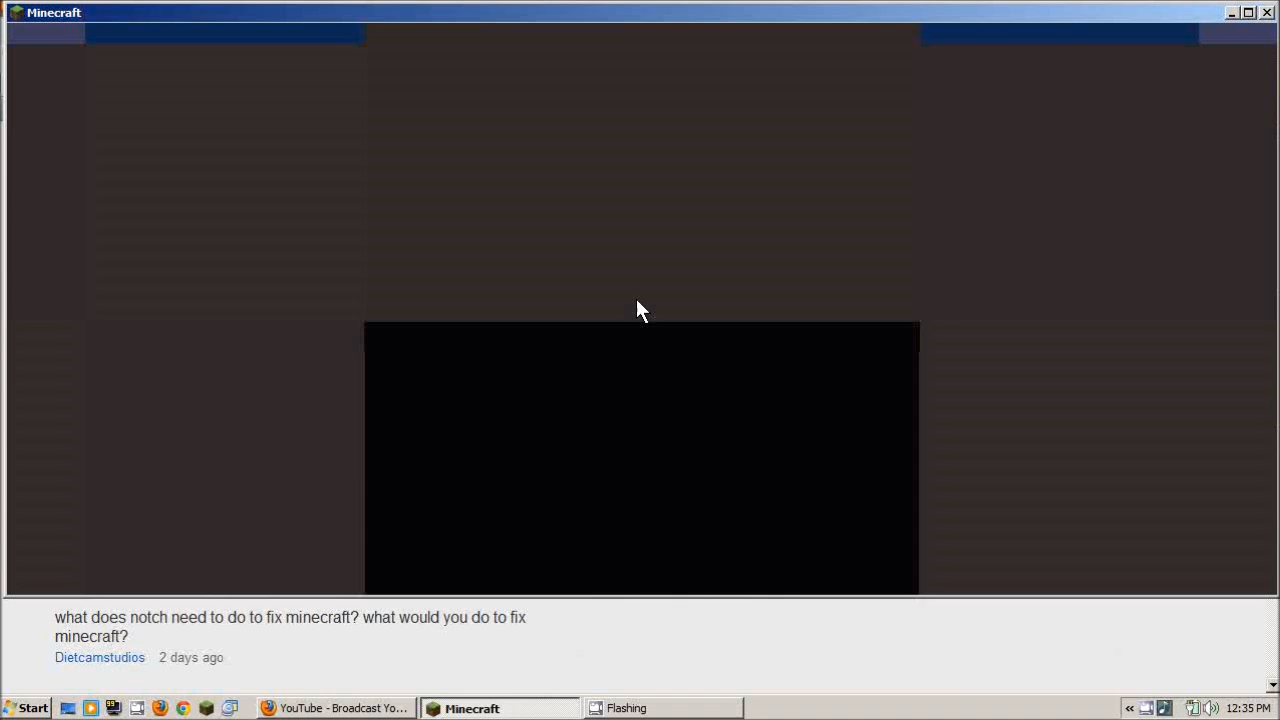 Minecraft
what does notch need to do to fix minecraft? what would you do to fix
minecraft?
Dietcamstudios 2 days ago
Start YouTube - Broadcast Yo... Minecraft Flashing « 12:35 PM